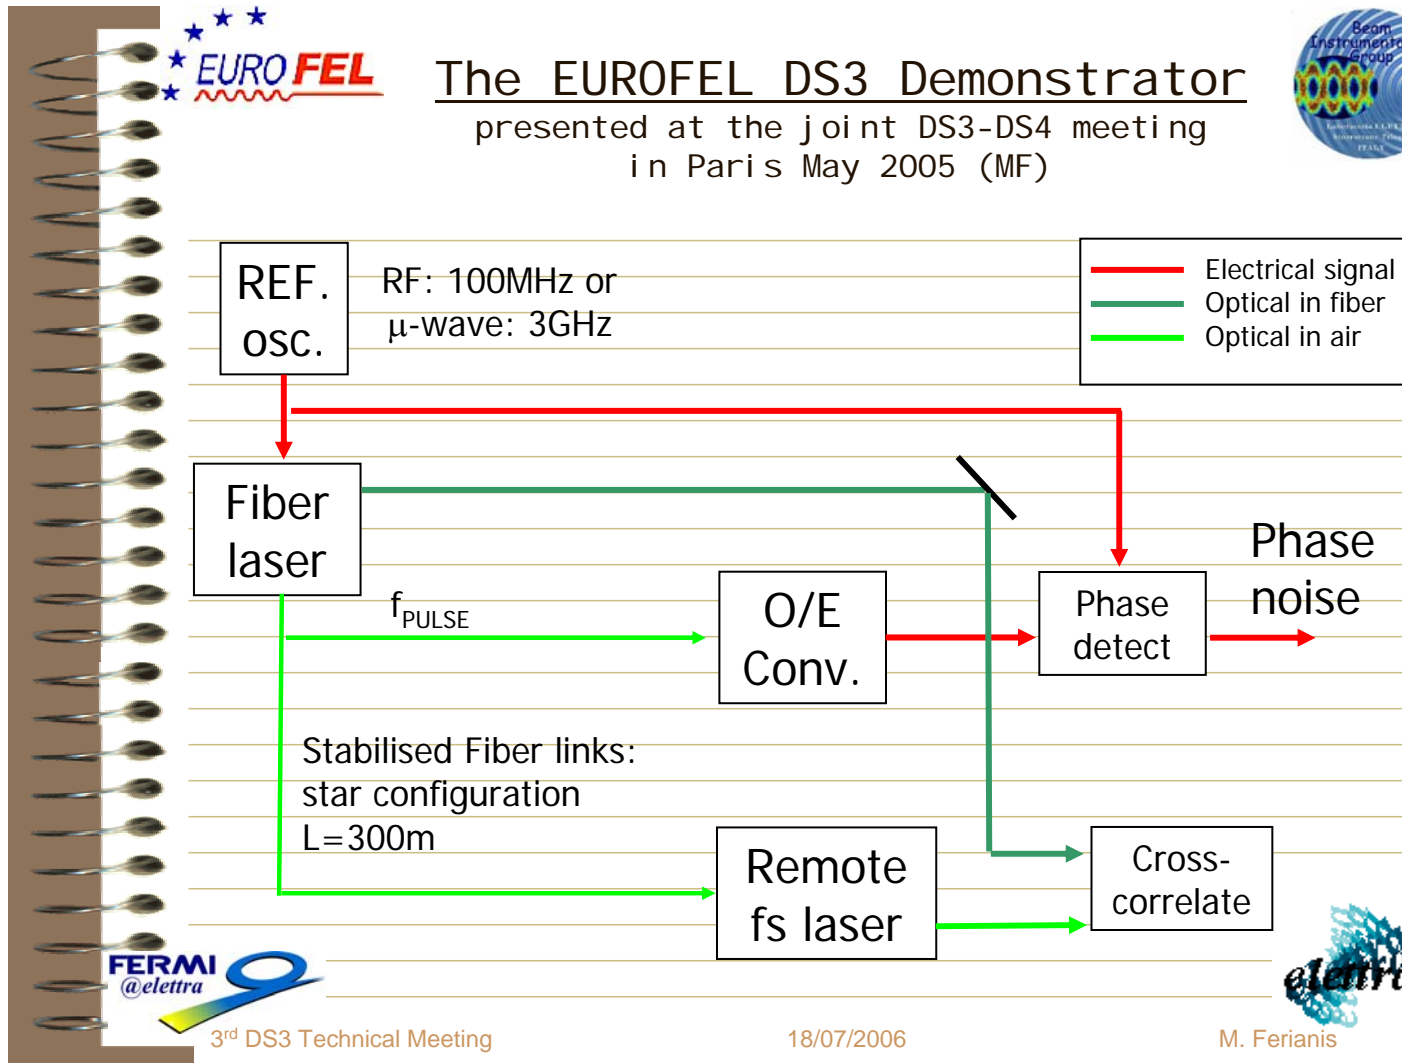 EURO FEL
The EUROFEL DS3 Demonstrator
presented at the joint DS3-DS4 meeting
in Paris May 2005 (MF)
Beam
Group
ITALY
REF.
osc.
RF: 100MHz or
μ-wave: 3GHz
Electrical signal
Optical in fiber
Optical in air
Fiber
laser
fPULSE
O/E
Conv.
Phase
detect
Phase
noise
Stabilised Fiber links:
star configuration
L=300m
Remote
fs laser
Cross-
correlate
FERMI
@elettra
3rd DS3 Technical Meeting
18/07/2006
M. Ferianis